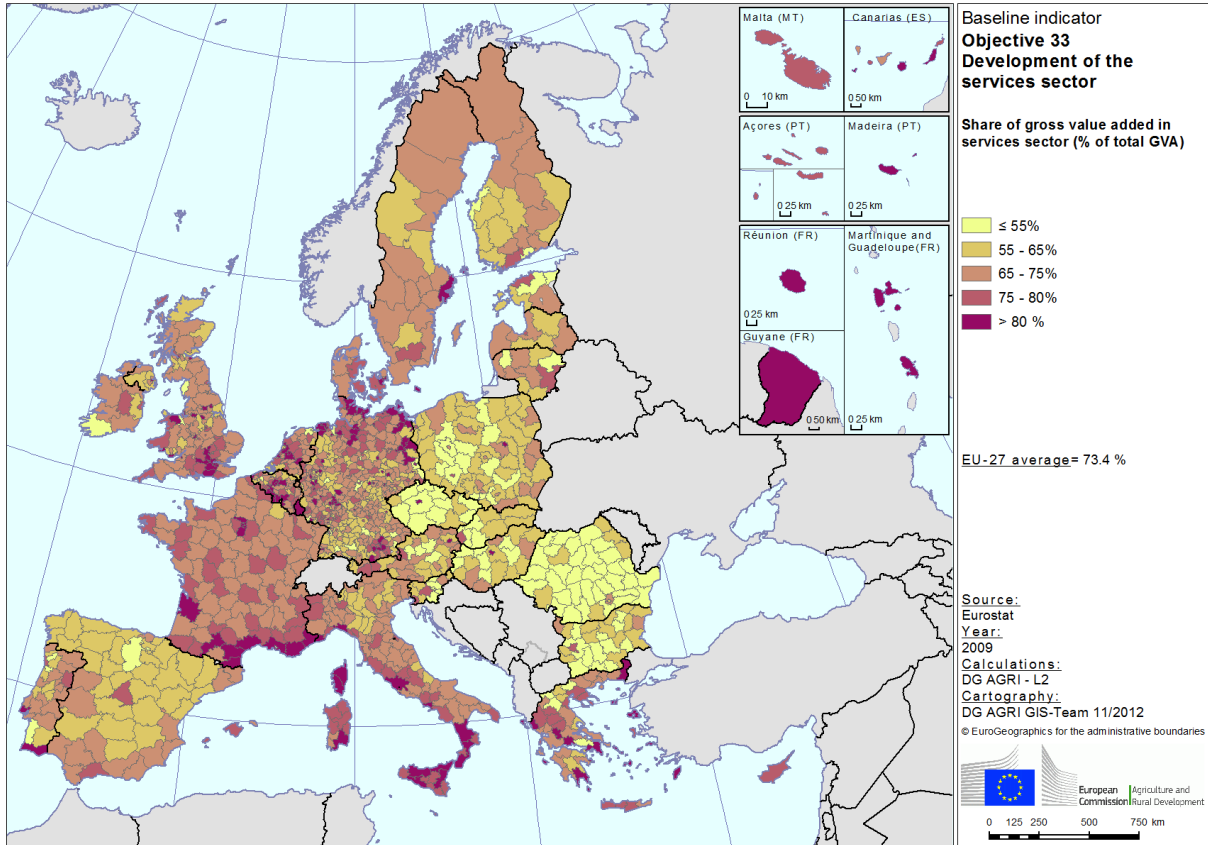 Malta (MT)
0 10 km
Canarias (ES)
0 50 km
Açores (PT)
0 25 km
Madeira (PT)
0 25 km
Réunion (FR)
0 25 km
Martinique and
Guadeloupe(FR)
0 25 km
Guyane (FR)
0 50 km
Baseline indicator
Objective 33
Development of the
services sector
Share of gross value added in
services sector (% of total GVA)
≤ 55%
55 - 65%
65 - 75%
75 - 80%
> 80 %
EU-27 average= 73.4 %
Source:
Eurostat
Year:
2009
Calculations:
DG AGRI - L2
Cartography:
DG AGRI GIS-Team 11/2012
© EuroGeographics for the administrative boundaries
European
Commission
Agriculture and
Rural Development
0 125 250 500 750 km